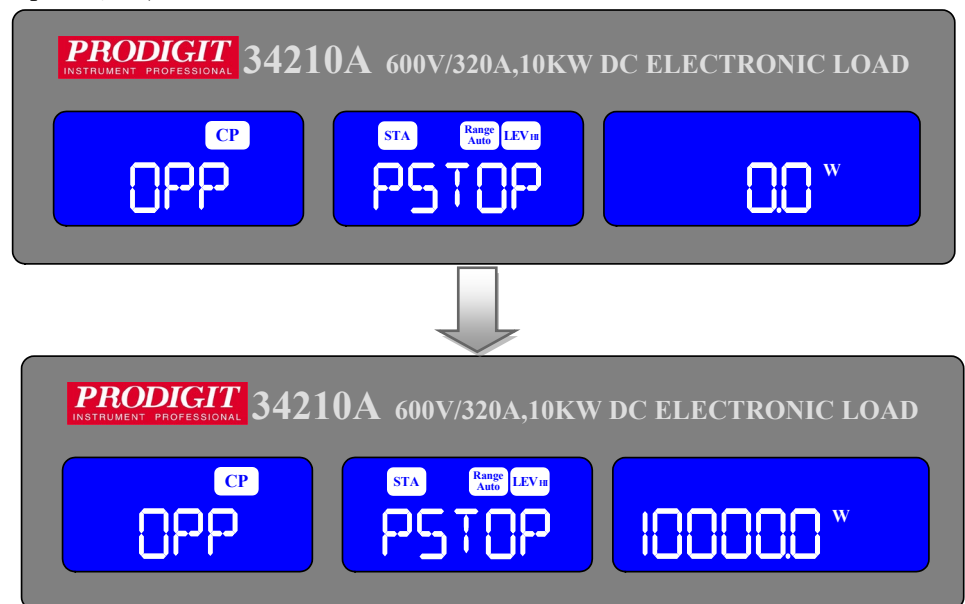 PRODIGIT
INSTRUMENT PROFESSIONAL
34210A 600V/320A,10KW DC ELECTRONIC LOAD
CP
OPP
STA Range Auto LEV HI
PSTOP
0.0 W
PRODIGIT
INSTRUMENT PROFESSIONAL
34210A 600V/320A,10KW DC ELECTRONIC LOAD
CP
OPP
STA Range Auto LEV HI
PSTOP
10000.0 W